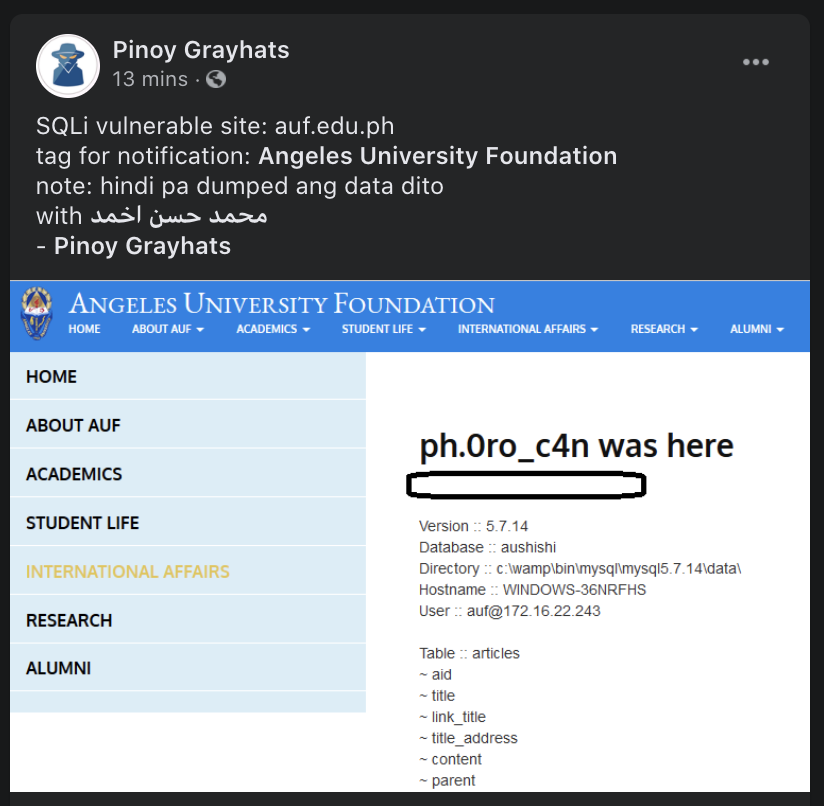 Pinoy Grayhats
13 mins ·
SQLi vulnerable site: auf.edu.ph
tag for notification: Angeles University Foundation
note: hindi pa dumped ang data dito
with محمد حسن اخمد
- Pinoy Grayhats
ANGELES UNIVERSITY FOUNDATION
HOME ABOUT AUF ACADEMICS STUDENT LIFE INTERNATIONAL AFFAIRS RESEARCH ALUMNI
HOME
ABOUT AUF
ACADEMICS
STUDENT LIFE
INTERNATIONAL AFFAIRS
RESEARCH
ALUMNI
ph.0ro_c4n was here
Version :: 5.7.14
Database :: aushishi
Directory :: c:\wamp\bin\mysql\mysql5.7.14\data\
Hostname :: WINDOWS-36NRFHS
User :: auf@172.16.22.243
Table :: articles
~ aid
~ title
~ link_title
~ title_address
~ content
~ parent